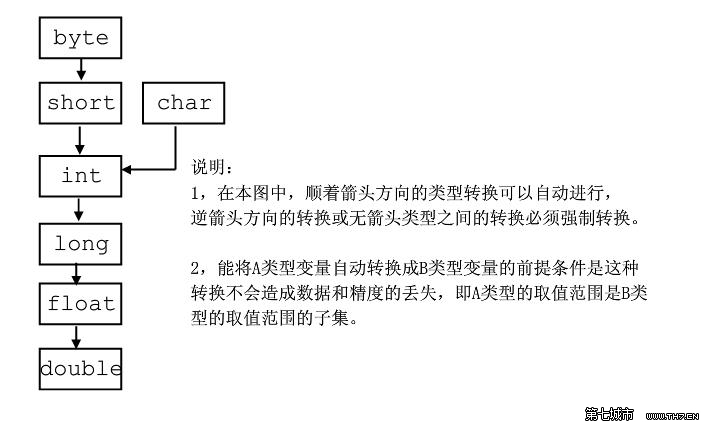 byte
short
char
int
long
float
double
说明：
1，在本图中，顺着箭头方向的类型转换可以自动进行，
逆箭头方向的转换或无箭头类型之间的转换必须强制转换。
2，能将A类型变量自动转换成B类型变量的前提条件是这种
转换不会造成数据和精度的丢失，即A类型的取值范围是B类
型的取值范围的子集。
第七城市 WWW.TH7.CN